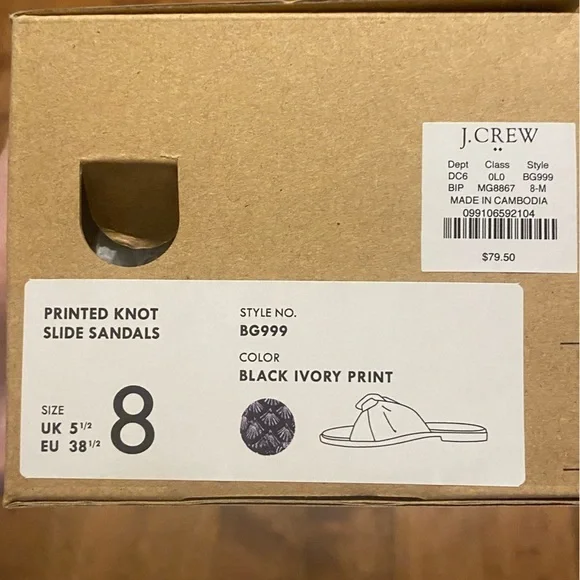 J.CREW
Dept Class Style
DC6 0L0 BG999
BIP MG8867 8-M
MADE IN CAMBODIA
099106592104
$79.50
PRINTED KNOT
SLIDE SANDALS
SIZE
UK 5 1/2
EU 38 1/2
8
STYLE NO.
BG999
COLOR
BLACK IVORY PRINT